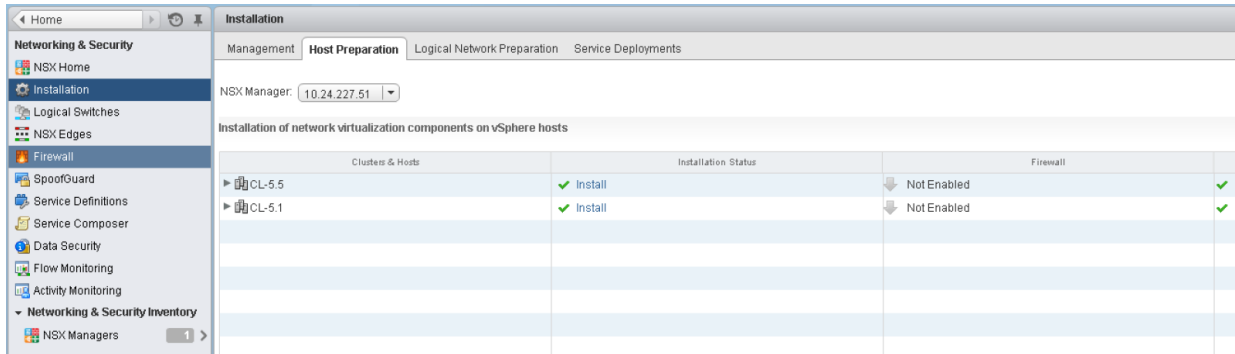 Home
Networking & Security
NSX Home
Installation
Logical Switches
NSX Edges
Firewall
SpoofGuard
Service Definitions
Service Composer
Data Security
Flow Monitoring
Activity Monitoring
Networking & Security Inventory
NSX Managers 1
Installation
Management Host Preparation Logical Network Preparation Service Deployments
NSX Manager: 10.24.227.51
Installation of network virtualization components on vSphere hosts
Clusters & Hosts Installation Status Firewall
CL-5.5 Install Not Enabled
CL-5.1 Install Not Enabled